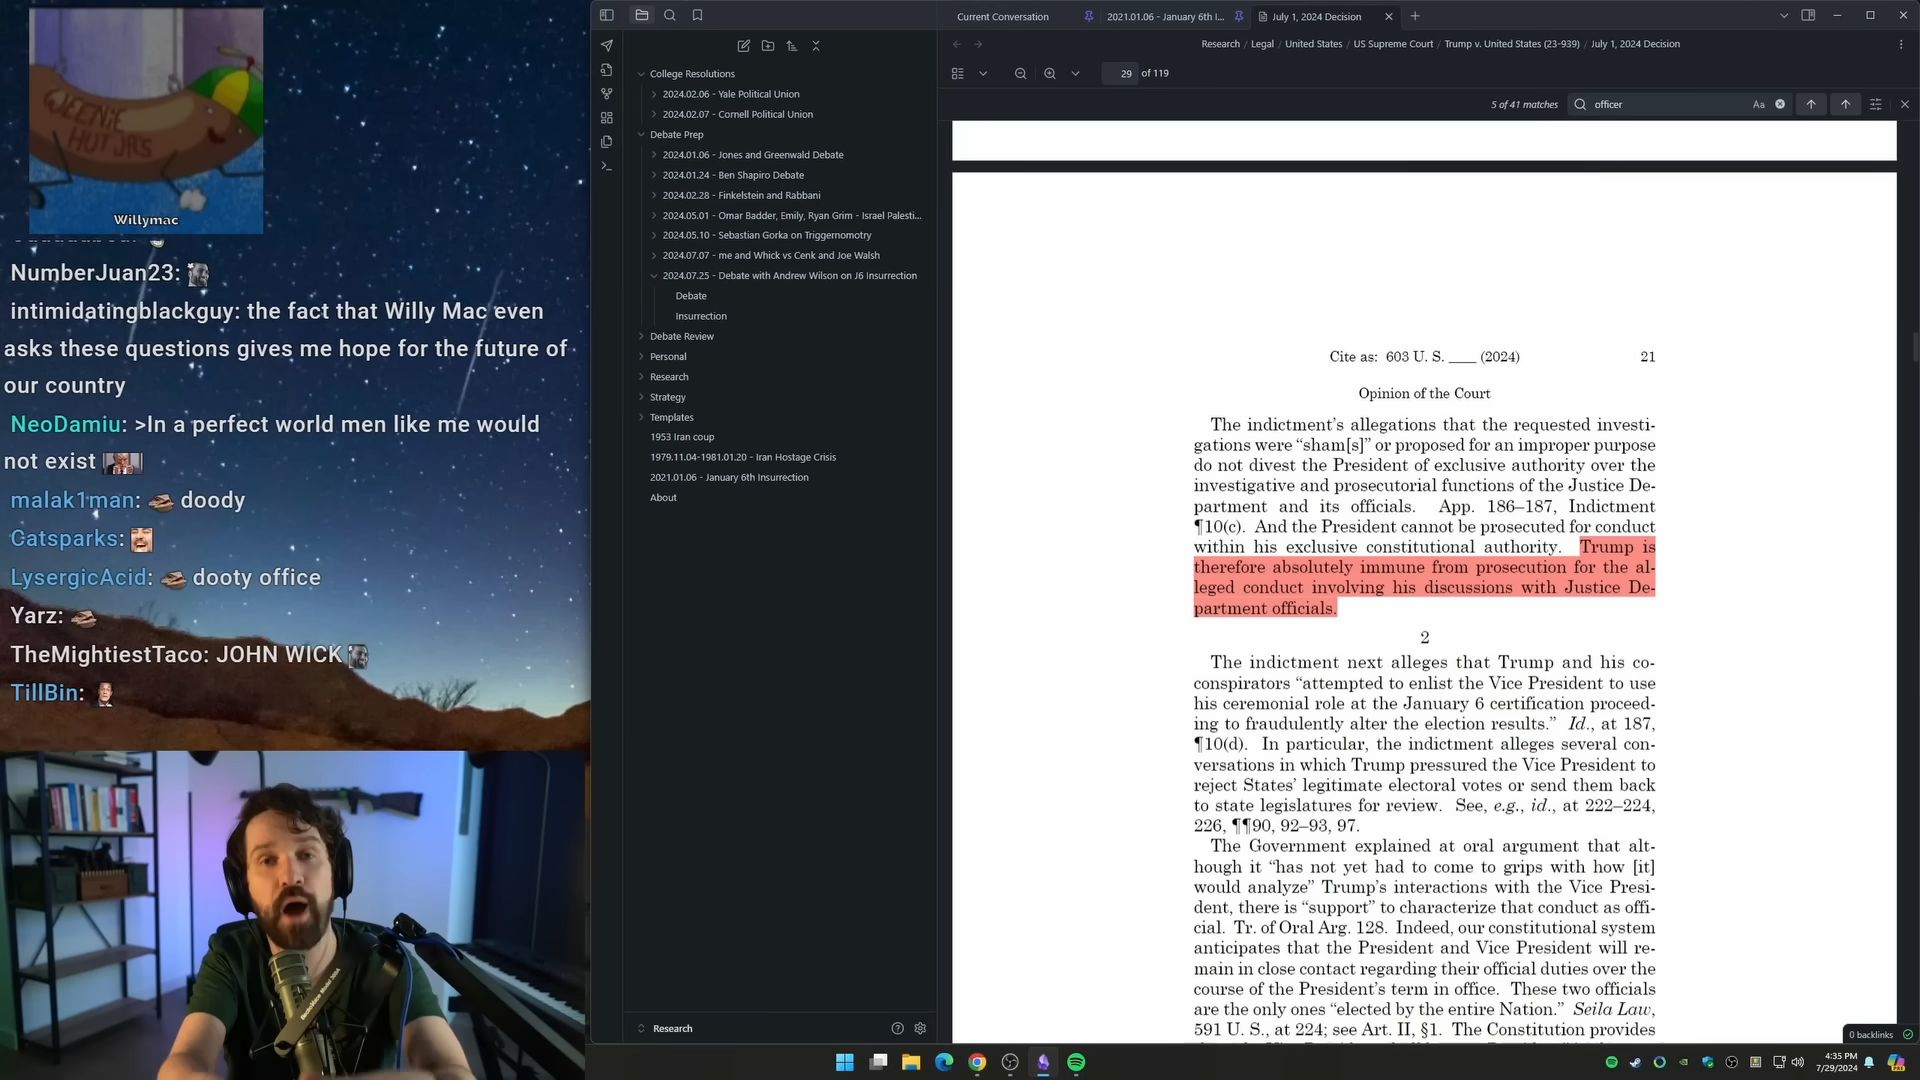 WEENIE
HUT JR'S
Willymac
NumberJuan23:
intimidatingblackguy: the fact that Willy Mac even
asks these questions gives me hope for the future of
our country
NeoDamiu: >In a perfect world men like me would
not exist
malak1man: doody
Catsparks:
LysergicAcid: dooty office
Yarz:
TheMightiestTaco: JOHN WICK
TillBin:
College Resolutions
2024.02.06 - Yale Political Union
2024.02.07 - Cornell Political Union
Debate Prep
2024.01.06 - Jones and Greenwald Debate
2024.01.24 - Ben Shapiro Debate
2024.02.28 - Finkelstein and Rabbani
2024.05.01 - Omar Badder, Emily, Ryan Grim - Israel Palesti...
2024.05.10 - Sebastian Gorka on Triggernomotry
2024.07.07 - me and Whick vs Cenk and Joe Walsh
2024.07.25 - Debate with Andrew Wilson on J6 Insurrection
Debate
Insurrection
Debate Review
Personal
Research
Strategy
Templates
1953 Iran coup
1979.11.04-1981.01.20 - Iran Hostage Crisis
2021.01.06 - January 6th Insurrection
About
Research
Current Conversation
2021.01.06 - January 6th I...
July 1, 2024 Decision
Research / Legal / United States / US Supreme Court / Trump v. United States (23-939) / July 1, 2024 Decision
29 of 119
5 of 41 matches
officer
Aa
Cite as: 603 U. S. ____ (2024) 21
Opinion of the Court
The indictment's allegations that the requested investi-
gations were “sham[s]” or proposed for an improper purpose
do not divest the President of exclusive authority over the
investigative and prosecutorial functions of the Justice De-
partment and its officials. App. 186–187, Indictment
¶10(c). And the President cannot be prosecuted for conduct
within his exclusive constitutional authority. Trump is
therefore absolutely immune from prosecution for the al-
leged conduct involving his discussions with Justice De-
partment officials.
2
The indictment next alleges that Trump and his co-
conspirators “attempted to enlist the Vice President to use
his ceremonial role at the January 6 certification proceed-
ing to fraudulently alter the election results.” Id., at 187,
¶10(d). In particular, the indictment alleges several con-
versations in which Trump pressured the Vice President to
reject States' legitimate electoral votes or send them back
to state legislatures for review. See, e.g., id., at 222–224,
226, ¶¶90, 92–93, 97.
The Government explained at oral argument that alt-
hough it “has not yet had to come to grips with how [it]
would analyze” Trump's interactions with the Vice Presi-
dent, there is “support” to characterize that conduct as offi-
cial. Tr. of Oral Arg. 128. Indeed, our constitutional system
anticipates that the President and Vice President will re-
main in close contact regarding their official duties over the
course of the President's term in office. These two officials
are the only ones “elected by the entire Nation.” Seila Law,
591 U. S., at 224; see Art. II, §1. The Constitution provides
0 backlinks
4:35 PM
7/29/2024